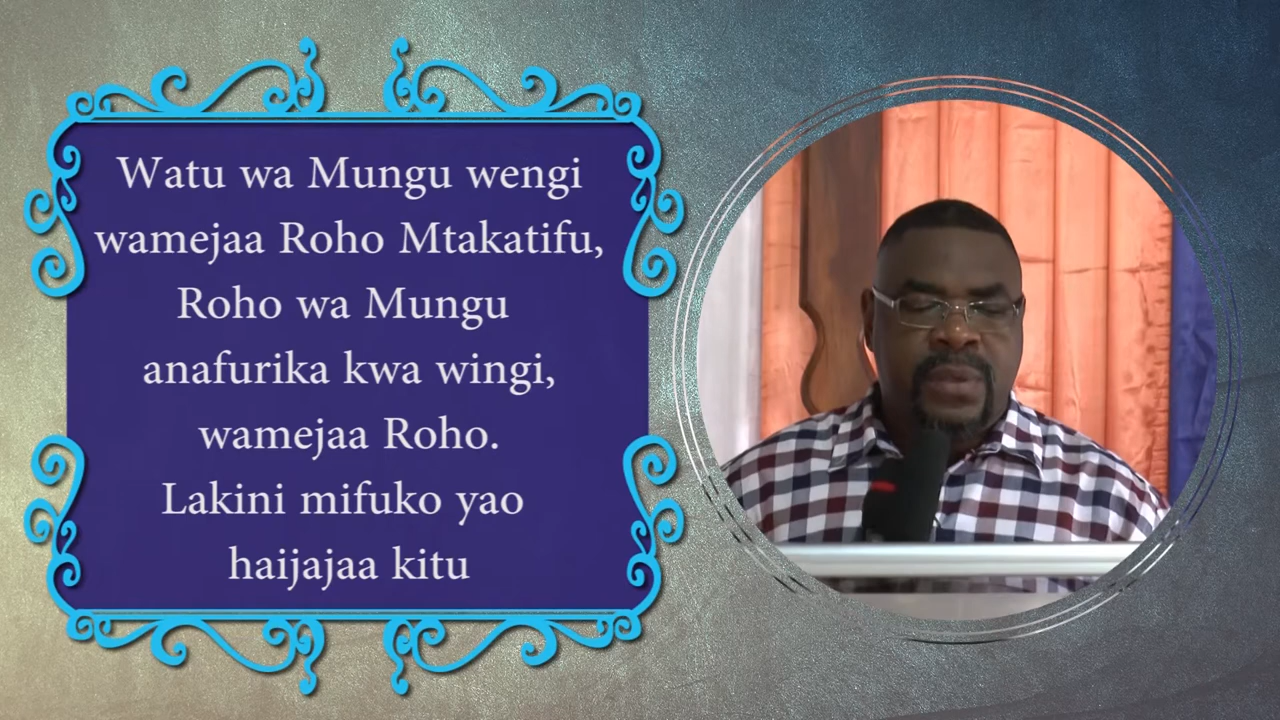 Watu wa Mungu wengi
wamejaa Roho Mtakatifu,
Roho wa Mungu
anafurika kwa wingi,
wamejaa Roho.
Lakini mifuko yao
haijajaa kitu